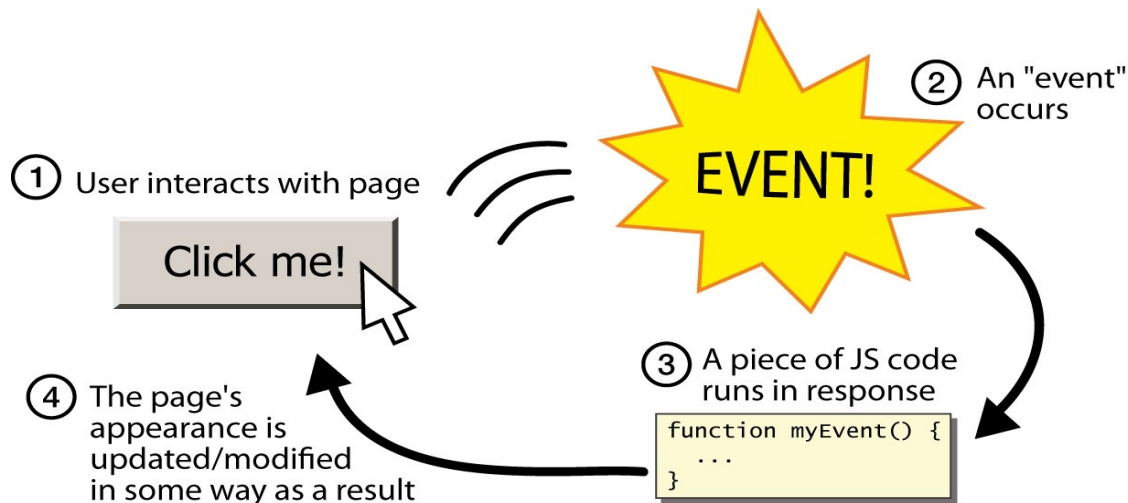 1 User interacts with page
Click me!
EVENT!
2 An "event"
occurs
3 A piece of JS code
runs in response
function myEvent() {
...
}
4 The page's
appearance is
updated/modified
in some way as a result